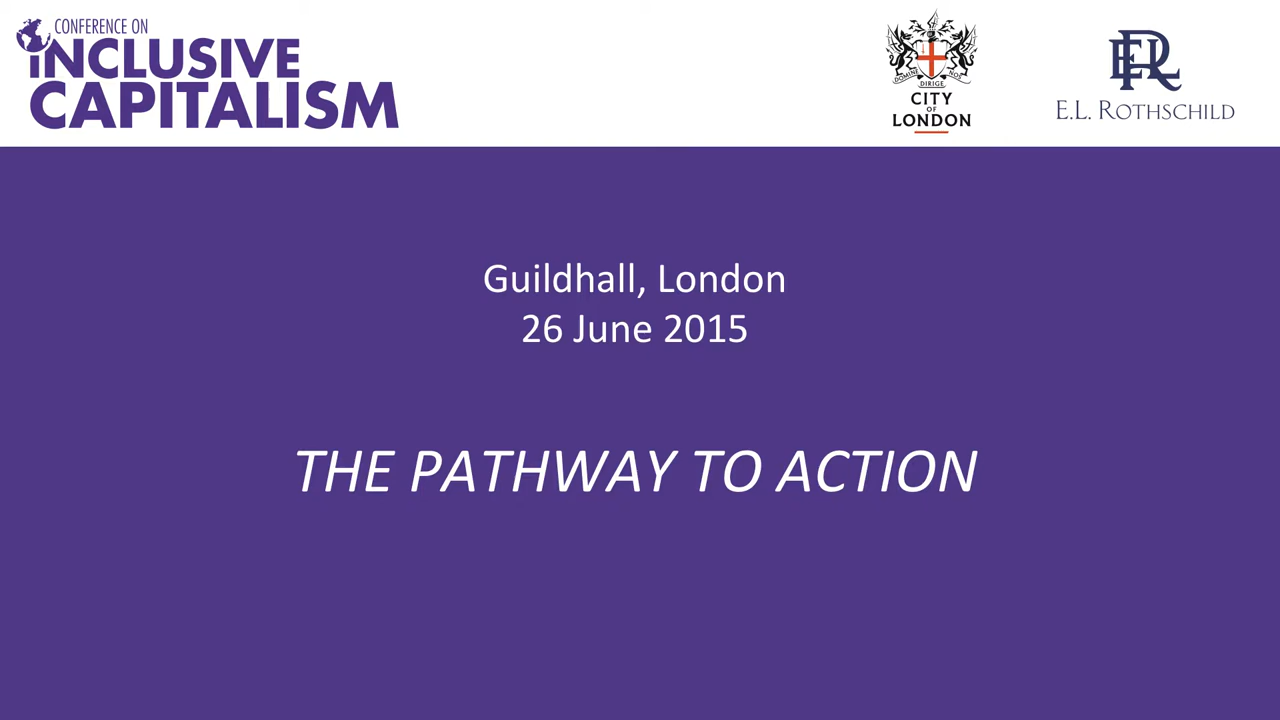 CONFERENCE ON
INCLUSIVE
CAPITALISM
DOMINE NOS
DIRIGE
CITY
OF
LONDON
ERL
E.L. ROTHSCHILD
Guildhall, London
26 June 2015
THE PATHWAY TO ACTION